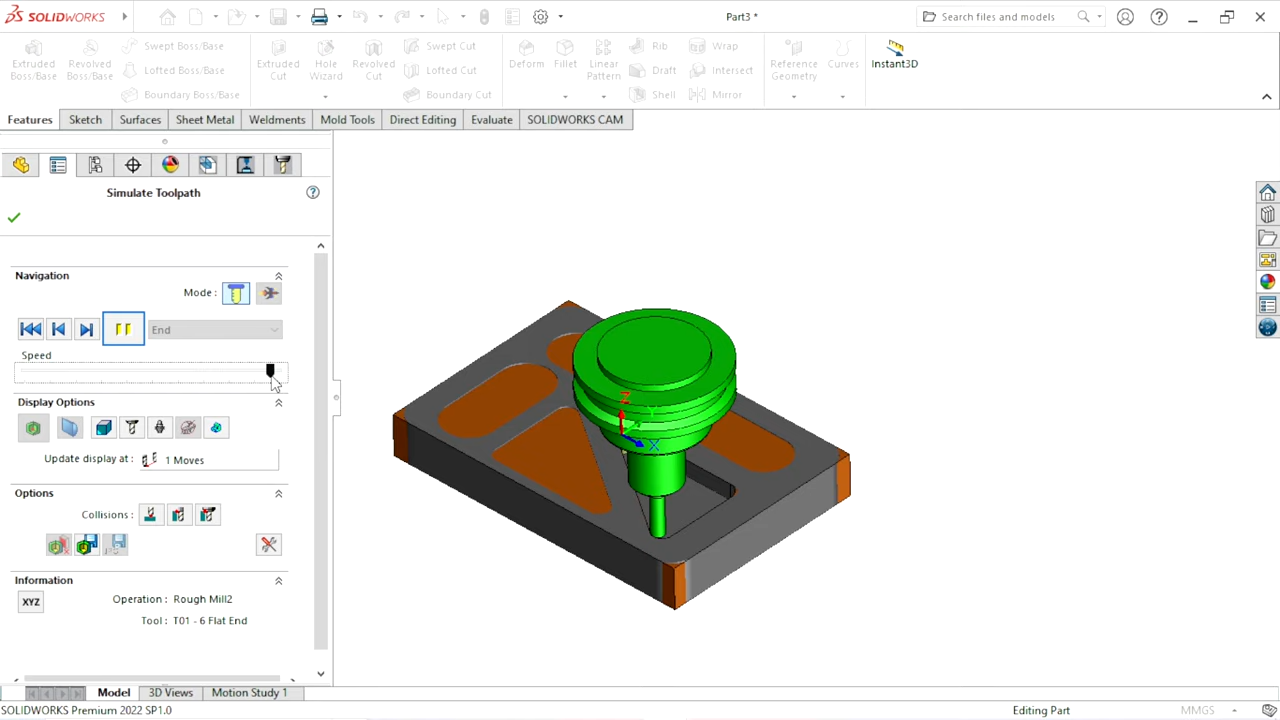 SOLIDWORKS
Part3 *
Search files and models
Extruded Boss/Base
Revolved Boss/Base
Swept Boss/Base
Lofted Boss/Base
Boundary Boss/Base
Extruded Cut
Hole Wizard
Revolved Cut
Swept Cut
Lofted Cut
Boundary Cut
Deform
Fillet
Linear Pattern
Rib
Draft
Shell
Wrap
Intersect
Mirror
Reference Geometry
Curves
Instant3D
Features Sketch Surfaces Sheet Metal Weldments Mold Tools Direct Editing Evaluate SOLIDWORKS CAM
Simulate Toolpath
Navigation
Mode :
End
Speed
Display Options
Update display at : 1 Moves
Options
Collisions :
Information
XYZ
Operation : Rough Mill2
Tool : T01 - 6 Flat End
Z
Y
X
Model 3D Views Motion Study 1
SOLIDWORKS Premium 2022 SP1.0
Editing Part
MMGS